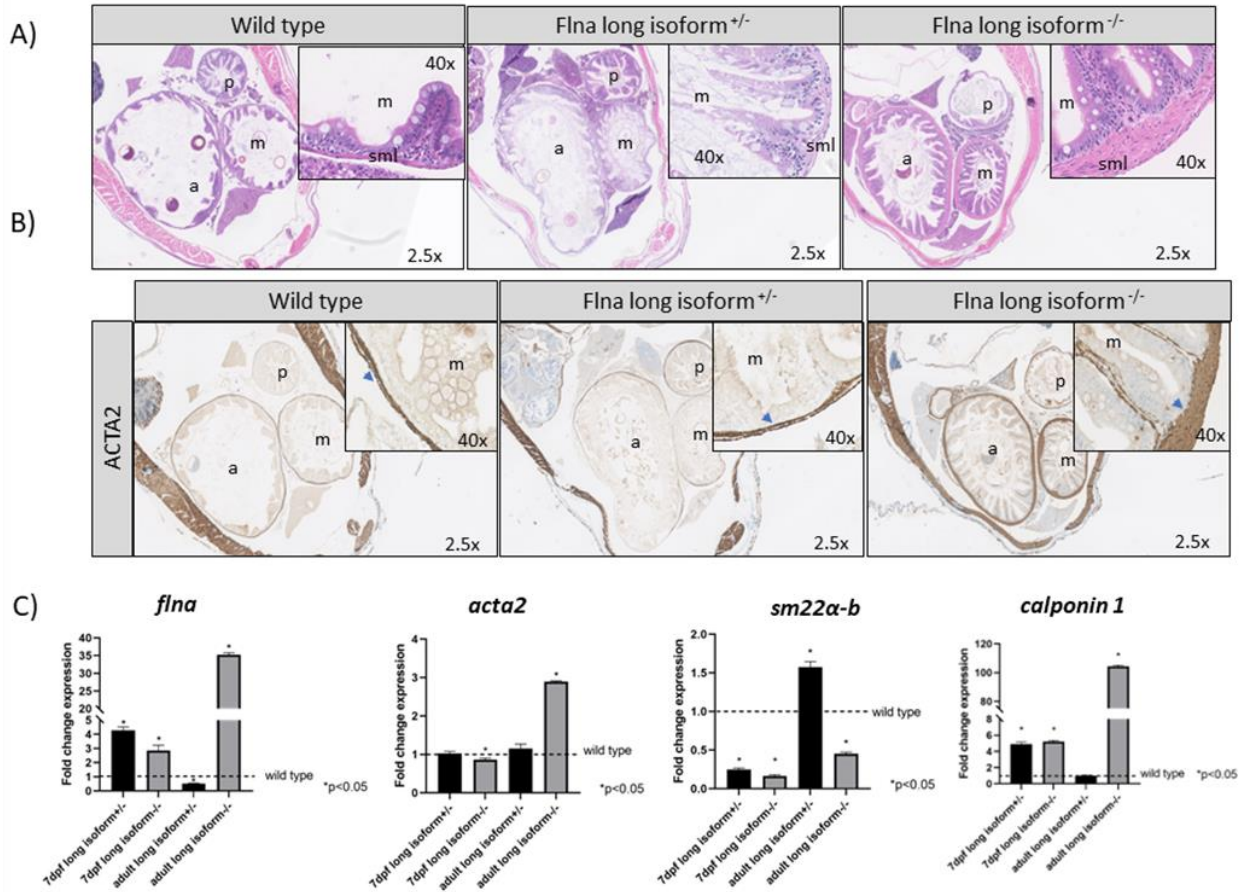 A)
Wild type
Flna long isoform+/-
Flna long isoform-/-
p
m
a
40x
m
sml
2.5x
p
a
m
m
40x
sml
2.5x
p
a
m
m
sml
40x
2.5x
B)
Wild type
Flna long isoform+/-
Flna long isoform-/-
ACTA2
p
a
m
m
40x
2.5x
p
a
m
m
40x
2.5x
p
a
m
m
40x
2.5x
C)
flna
Fold change expression
40
35
30
25
20
5
4
3
2
1
0
*
*
*
*
wild type
*p<0.05
7dpf long isoform+/-
7dpf long isoform-/-
adult long isoform+/-
adult long isoform-/-
acta2
Fold change expression
4
3
2
1
0
*
*
wild type
*p<0.05
7dpf long isoform+/-
7dpf long isoform-/-
adult long isoform+/-
adult long isoform-/-
sm22α-b
Fold change expression
2.0
1.5
1.0
0.5
0.0
*
*
*
*
wild type
*p<0.05
7dpf long isoform+/-
7dpf long isoform-/-
adult long isoform+/-
adult long isoform-/-
calponin 1
Fold change expression
120
100
80
8
6
4
2
0
*
*
*
wild type
*p<0.05
7dpf long isoform+/-
7dpf long isoform-/-
adult long isoform+/-
adult long isoform-/-